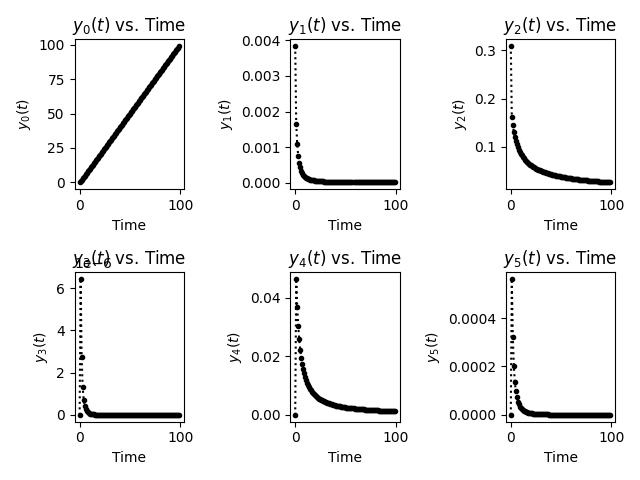 y₀(t) vs. Time
y₁(t) vs. Time
y₂(t) vs. Time
100
75
50
25
0
y₀(t)
0
100
Time
0.004
0.003
0.002
0.001
0.000
y₁(t)
0
100
Time
0.3
0.2
0.1
y₂(t)
0
100
Time
y₃(t) vs. Time
1e−6
y₄(t) vs. Time
y₅(t) vs. Time
6
4
2
0
y₃(t)
0
100
Time
0.04
0.02
0.00
y₄(t)
0
100
Time
0.0004
0.0002
0.0000
y₅(t)
0
100
Time